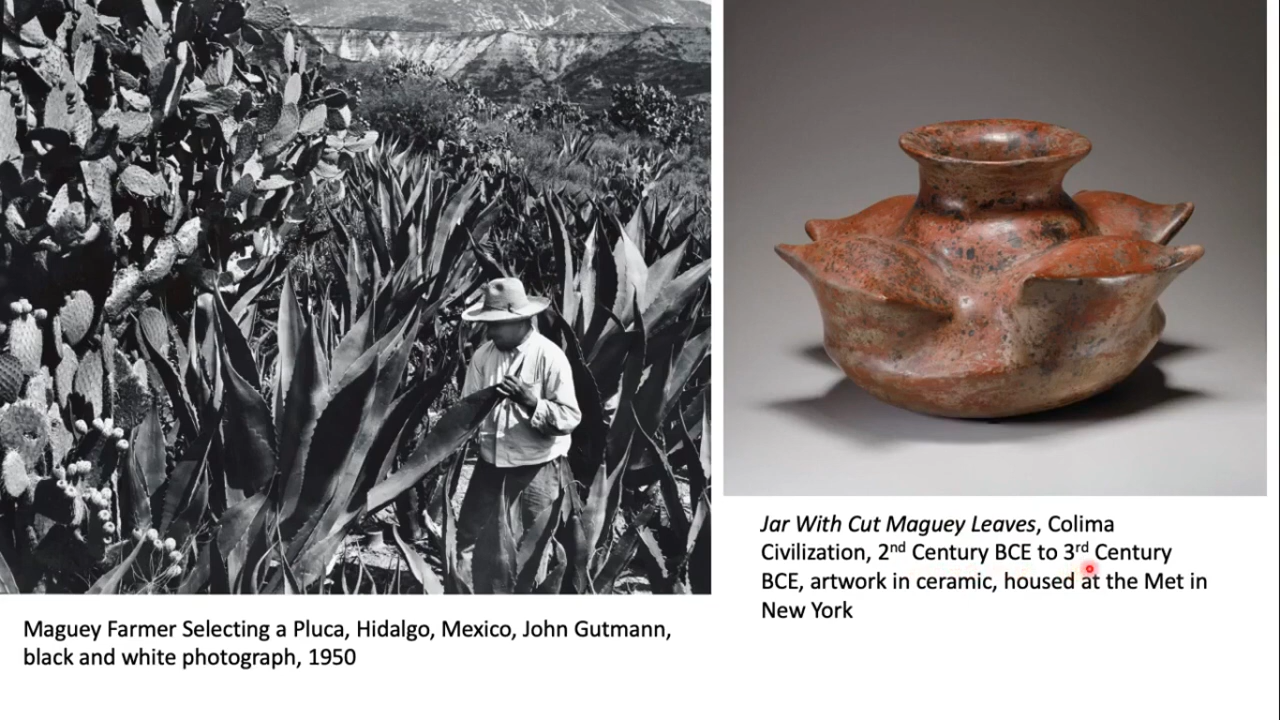 Maguey Farmer Selecting a Pluca, Hidalgo, Mexico, John Gutmann,
black and white photograph, 1950
Jar With Cut Maguey Leaves, Colima
Civilization, 2nd Century BCE to 3rd Century
BCE, artwork in ceramic, housed at the Met in
New York